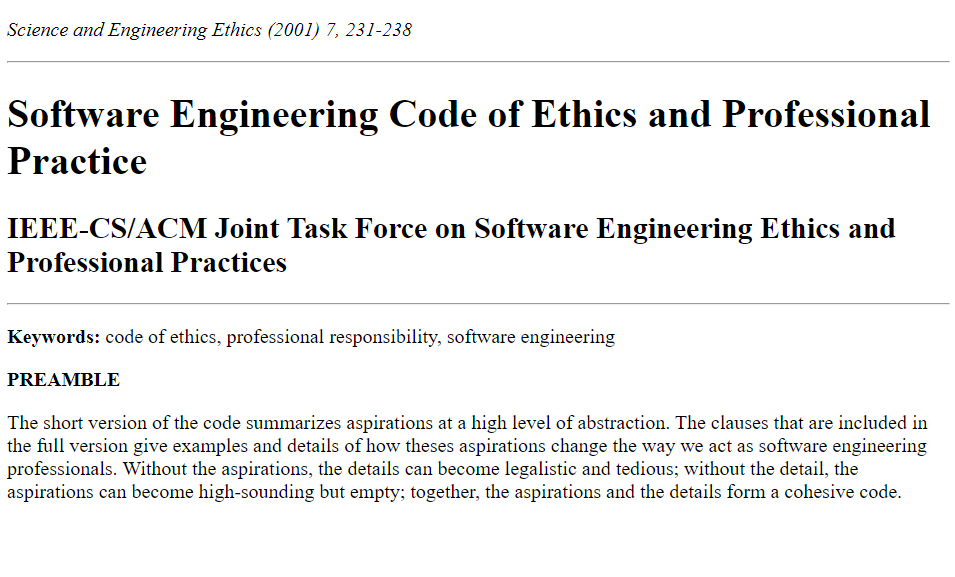 Science and Engineering Ethics (2001) 7, 231-238
Software Engineering Code of Ethics and Professional
Practice
IEEE-CS/ACM Joint Task Force on Software Engineering Ethics and
Professional Practices
Keywords: code of ethics, professional responsibility, software engineering
PREAMBLE
The short version of the code summarizes aspirations at a high level of abstraction. The clauses that are included in
the full version give examples and details of how theses aspirations change the way we act as software engineering
professionals. Without the aspirations, the details can become legalistic and tedious; without the detail, the
aspirations can become high-sounding but empty; together, the aspirations and the details form a cohesive code.